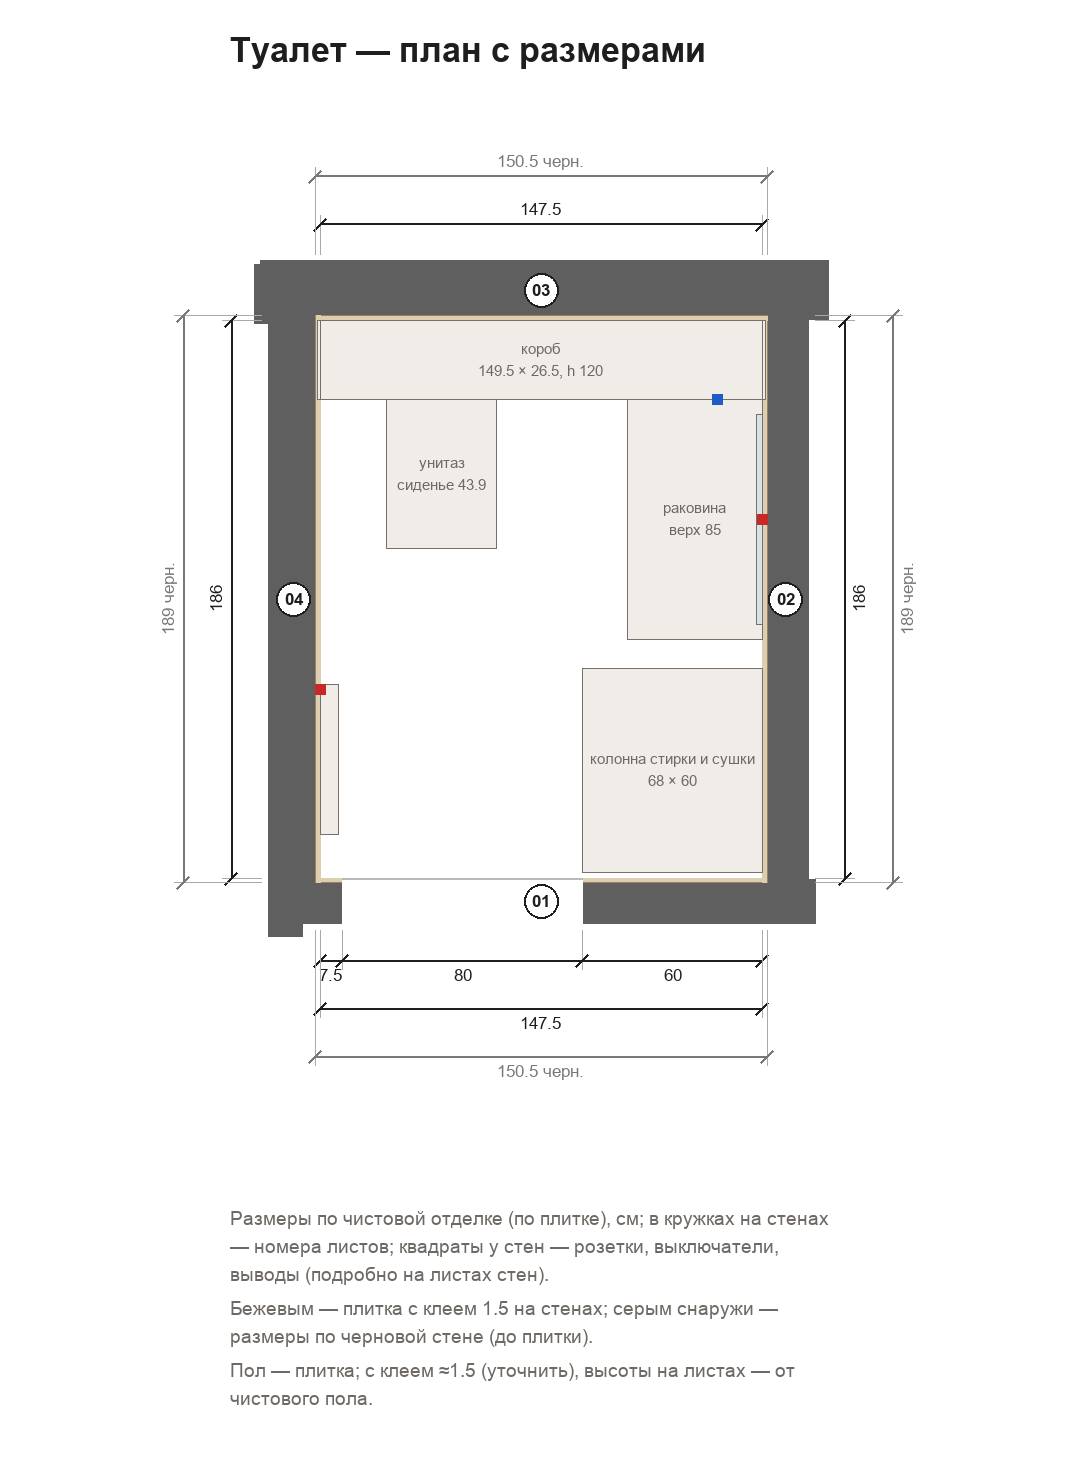 Туалет — план с размерами
150.5 черн.
147.5
03
короб
149.5 × 26.5, h 120
унитаз
сиденье 43.9
раковина
верх 85
189 черн.
186
04
02
186
189 черн.
колонна стирки и сушки
68 × 60
01
7.5
80
60
147.5
150.5 черн.
Размеры по чистовой отделке (по плитке), см; в кружках на стенах
— номера листов; квадраты у стен — розетки, выключатели,
выводы (подробно на листах стен).
Бежевым — плитка с клеем 1.5 на стенах; серым снаружи —
размеры по черновой стене (до плитки).
Пол — плитка; с клеем ≈1.5 (уточнить), высоты на листах — от
чистового пола.